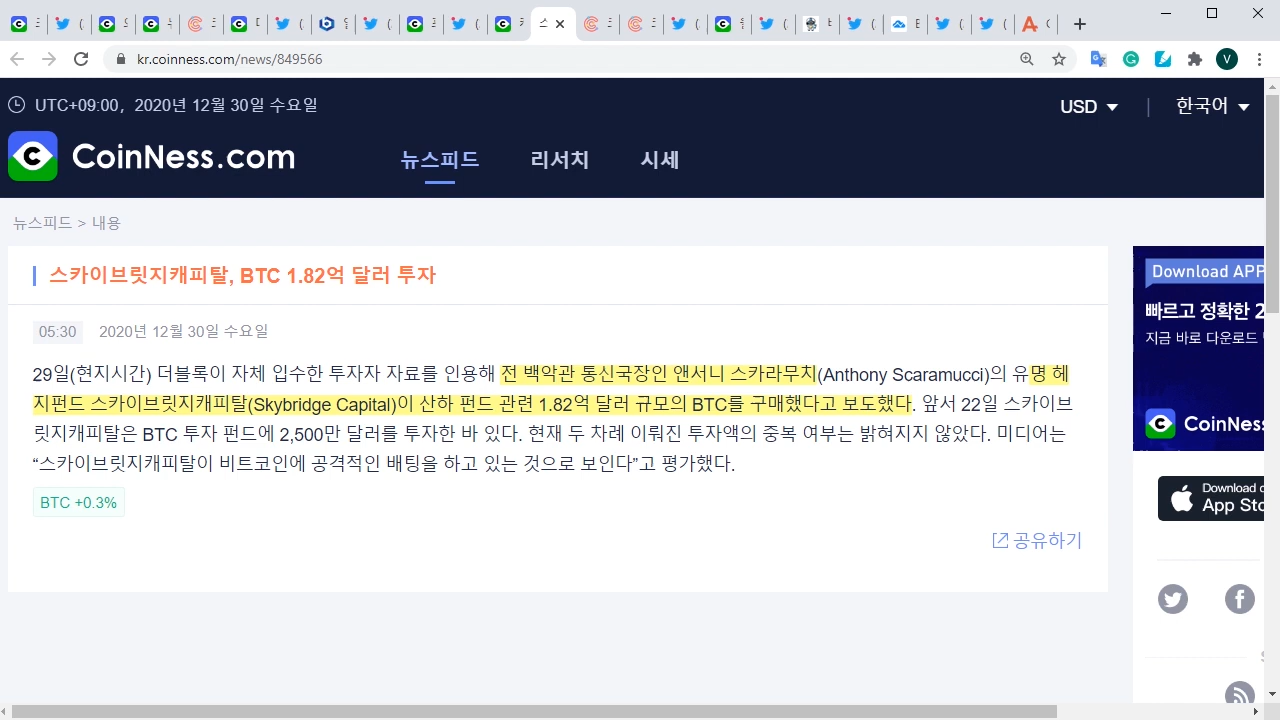 kr.coinness.com/news/849566
V
UTC+09:00, 2020년 12월 30일 수요일
USD
한국어
CoinNess.com
뉴스피드
리서치
시세
뉴스피드 > 내용
스카이브릿지캐피탈, BTC 1.82억 달러 투자
05:30 2020년 12월 30일 수요일
29일(현지시간) 더블록이 자체 입수한 투자자 자료를 인용해 전 백악관 통신국장인 앤서니 스카라무치(Anthony Scaramucci)의 유명 헤
지펀드 스카이브릿지캐피탈(Skybridge Capital)이 산하 펀드 관련 1.82억 달러 규모의 BTC를 구매했다고 보도했다. 앞서 22일 스카이브
릿지캐피탈은 BTC 투자 펀드에 2,500만 달러를 투자한 바 있다. 현재 두 차례 이뤄진 투자액의 중복 여부는 밝혀지지 않았다. 미디어는
“스카이브릿지캐피탈이 비트코인에 공격적인 배팅을 하고 있는 것으로 보인다”고 평가했다.
BTC +0.3%
공유하기
Download APP
빠르고 정확한 2
지금 바로 다운로드
CoinNess
Download o
App Sto